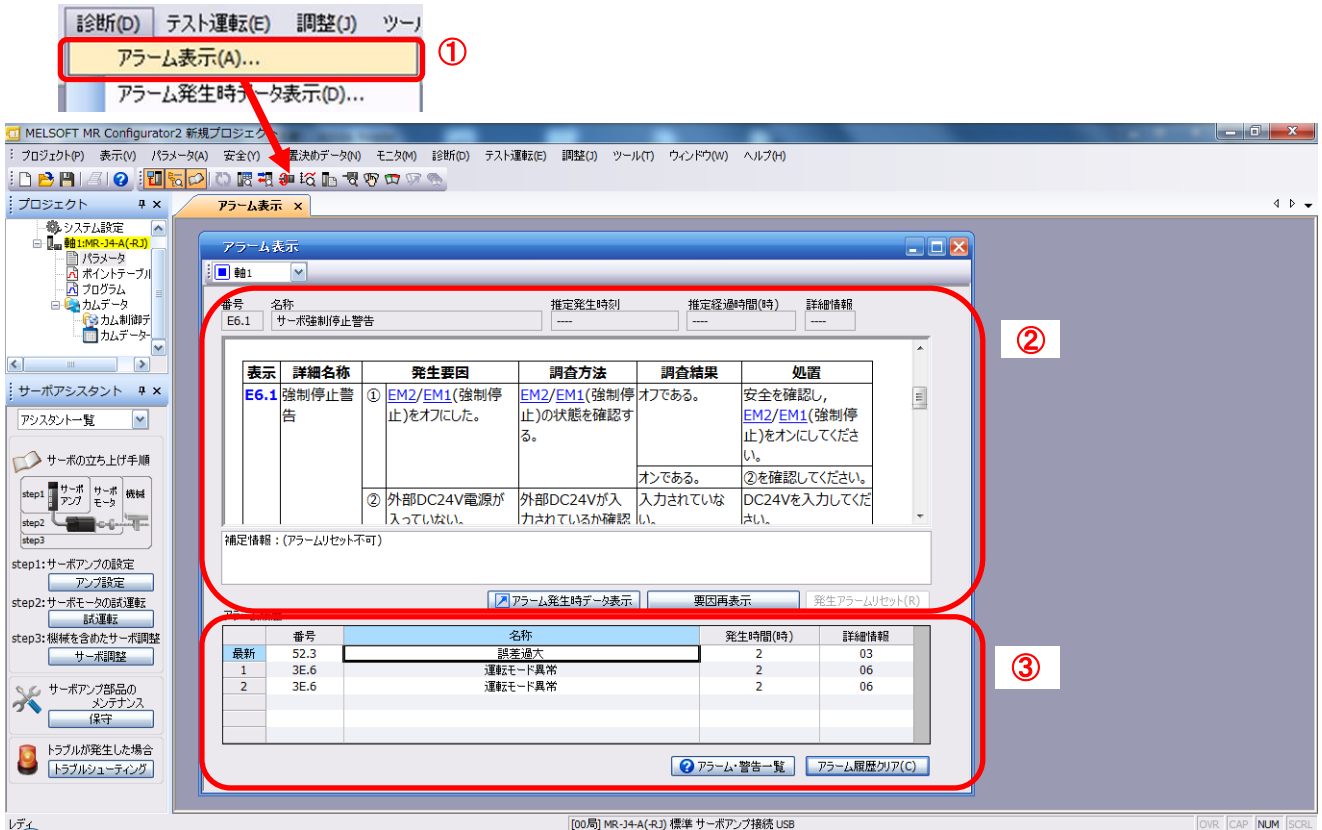 診断(D) テスト運転(E) 調整(J) ツール
アラーム表示(A)...
①
アラーム発生時データ表示(D)...
MELSOFT MR Configurator2 新規プロジェクト
プロジェクト(P) 表示(V) パラメータ(A) 安全(Y) 置決めデータ(N) モニタ(M) 診断(D) テスト運転(E) 調整(J) ツール(T) ウィンドウ(W) ヘルプ(H)
プロジェクト
アラーム表示
システム設定
軸1:MR-J4-A(-RJ)
パラメータ
ポイントテーブル
プログラム
カムデータ
カム制御デ
カムデーター
サーボアシスタント
アシスタント一覧
サーボの立ち上げ手順
step1 サーボアンプ サーボモータ 機械
step2
step3
step1:サーボアンプの設定
アンプ設定
step2:サーボモータの試運転
試運転
step3:機械を含めたサーボ調整
サーボ調整
サーボアンプ部品の
メンテナンス
保守
トラブルが発生した場合
トラブルシューティング
アラーム表示
軸1
番号 名称 推定発生時刻 推定経過時間(時) 詳細情報
E6.1 サーボ強制停止警告 ---- ---- ----
②
表示 詳細名称 発生要因 調査方法 調査結果 処置
E6.1 強制停止警告 ① EM2/EM1(強制停止)をオフにした。 EM2/EM1(強制停止)の状態を確認する。 オフである。 安全を確認し，EM2/EM1(強制停止)をオンにしてください。
オンである。 ②を確認してください。
② 外部DC24V電源が入っていない。 外部DC24Vが入力されているか確認 入力されていない。 DC24Vを入力してください。
補足情報：(アラームリセット不可)
アラーム発生時データ表示 要因再表示 発生アラームリセット(R)
番号 名称 発生時間(時) 詳細情報
最新 52.3 誤差過大 2 03
1 3E.6 運転モード異常 2 06
2 3E.6 運転モード異常 2 06
③
アラーム・警告一覧 アラーム履歴クリア(C)
レディ [00局] MR-J4-A(-RJ) 標準 サーボアンプ接続 USB OVR CAP NUM SCRL